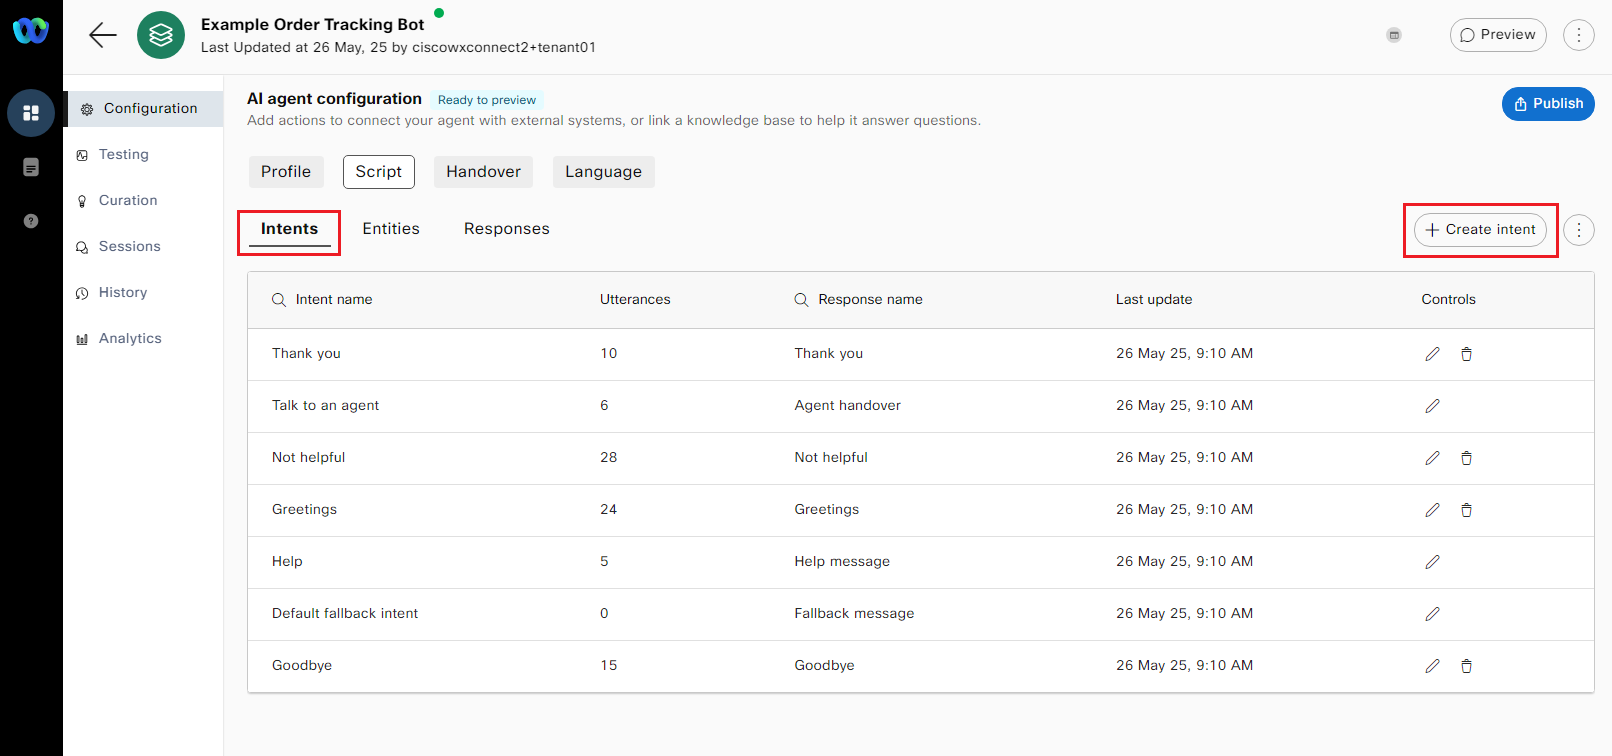 Example Order Tracking Bot
Last Updated at 26 May, 25 by ciscowxconnect2+tenant01
Preview
Configuration
Testing
Curation
Sessions
History
Analytics
AI agent configuration Ready to preview
Add actions to connect your agent with external systems, or link a knowledge base to help it answer questions.
Publish
Profile Script Handover Language
Intents Entities Responses
Create intent
Intent name Utterances Response name Last update Controls
Thank you 10 Thank you 26 May 25, 9:10 AM
Talk to an agent 6 Agent handover 26 May 25, 9:10 AM
Not helpful 28 Not helpful 26 May 25, 9:10 AM
Greetings 24 Greetings 26 May 25, 9:10 AM
Help 5 Help message 26 May 25, 9:10 AM
Default fallback intent 0 Fallback message 26 May 25, 9:10 AM
Goodbye 15 Goodbye 26 May 25, 9:10 AM